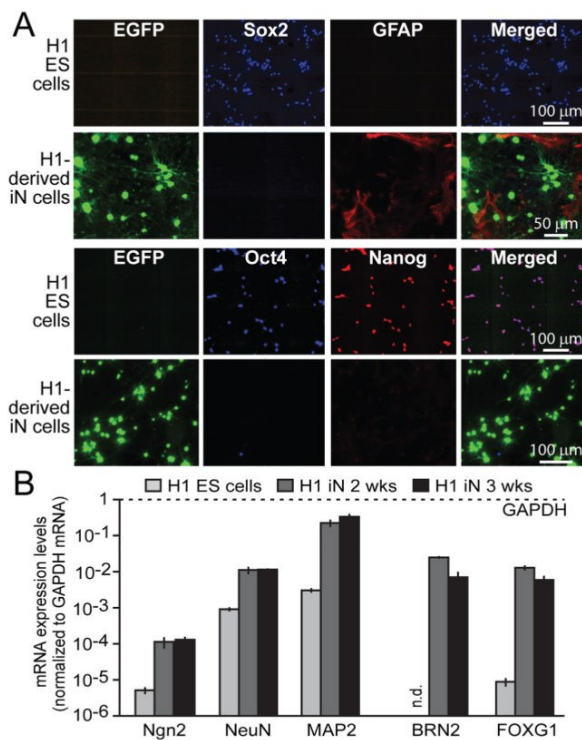 A
EGFP Sox2 GFAP Merged
H1
ES
cells
100 µm
H1-
derived
iN cells
50 µm
EGFP Oct4 Nanog Merged
H1
ES
cells
100 µm
H1-
derived
iN cells
100 µm
B
H1 ES cells H1 iN 2 wks H1 iN 3 wks
mRNA expression levels
(normalized to GAPDH mRNA)
1
GAPDH
10-1
10-2
10-3
10-4
10-5
10-6
n.d.
Ngn2 NeuN MAP2 BRN2 FOXG1